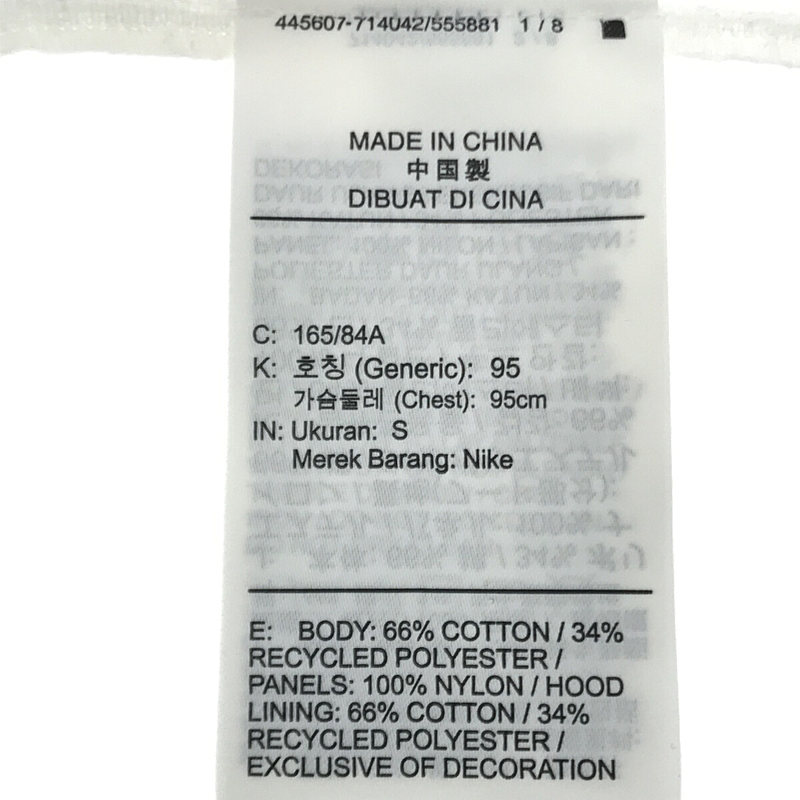 445607-714042/555881 1 / 8
MADE IN CHINA
中国製
DIBUAT DI CINA
C: 165/84A
K: 호칭 (Generic): 95
가슴둘레 (Chest): 95cm
IN: Ukuran: S
Merek Barang: Nike
E: BODY: 66% COTTON / 34%
RECYCLED POLYESTER /
PANELS: 100% NYLON / HOOD
LINING: 66% COTTON / 34%
RECYCLED POLYESTER /
EXCLUSIVE OF DECORATION